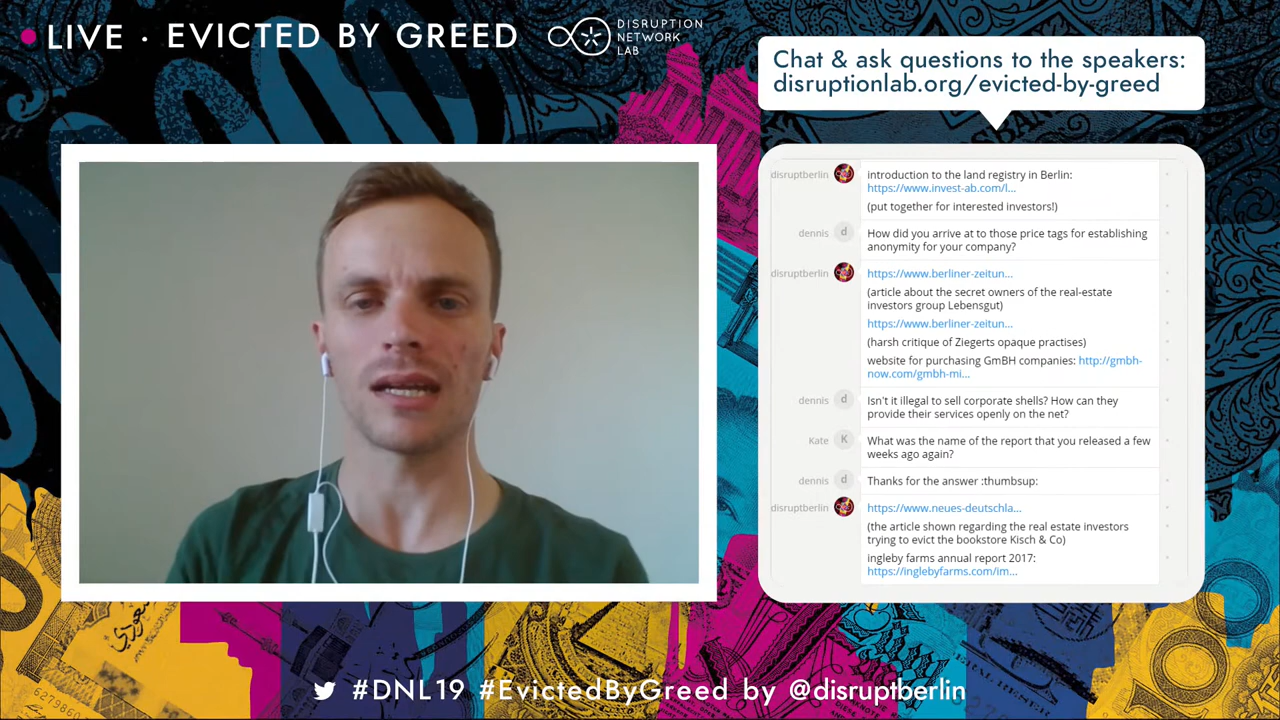 LIVE · EVICTED BY GREED
DISRUPTION
NETWORK
LAB
Chat & ask questions to the speakers:
disruptionlab.org/evicted-by-greed
disruptberlin
introduction to the land registry in Berlin:
https://www.invest-ab.com/l...
(put together for interested investors!)
dennis
d
How did you arrive at to those price tags for establishing
anonymity for your company?
disruptberlin
https://www.berliner-zeitun...
(article about the secret owners of the real-estate
investors group Lebensgut)
https://www.berliner-zeitun...
(harsh critique of Ziegerts opaque practises)
website for purchasing GmBH companies: http://gmbh-
now.com/gmbh-mi...
dennis
d
Isn't it illegal to sell corporate shells? How can they
provide their services openly on the net?
Kate
K
What was the name of the report that you released a few
weeks ago again?
dennis
d
Thanks for the answer :thumbsup:
disruptberlin
https://www.neues-deutschla...
(the article shown regarding the real estate investors
trying to evict the bookstore Kisch & Co)
ingleby farms annual report 2017:
https://inglebyfarms.com/im...
#DNL19 #EvictedByGreed by @disruptberlin